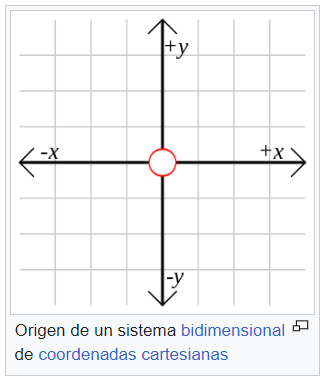 +y
-x
+x
-y
Origen de un sistema bidimensional
de coordenadas cartesianas